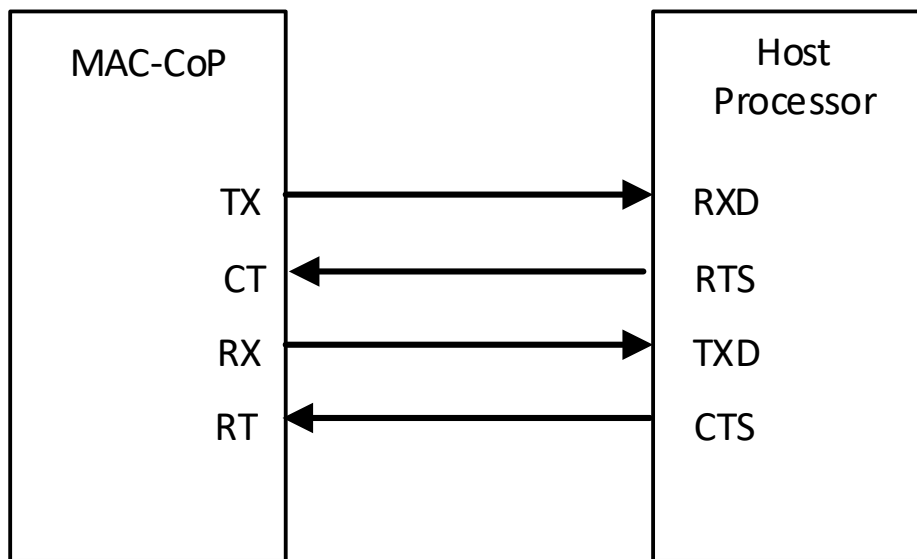 MAC-CoP
Host
Processor
TX
RXD
CT
RTS
RX
TXD
RT
CTS